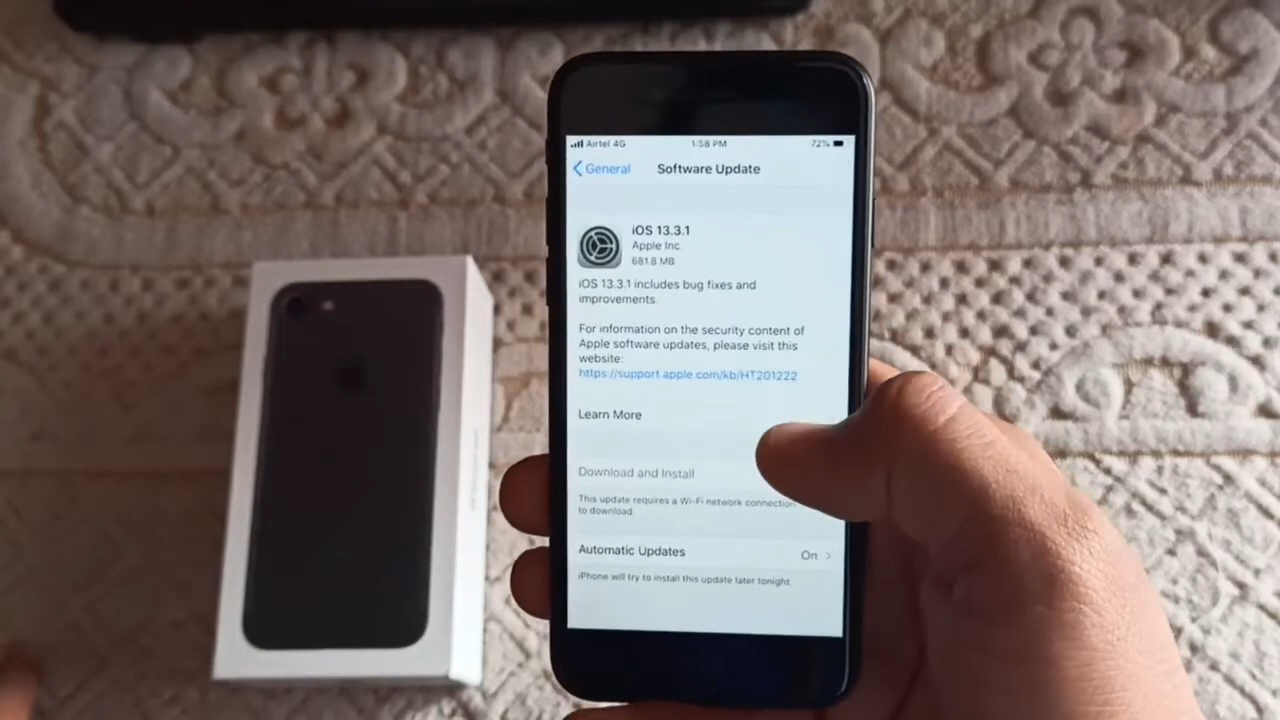 Airtel 4G 1:58 PM 72%
General Software Update
iOS 13.3.1
Apple Inc.
681.8 MB
iOS 13.3.1 includes bug fixes and
improvements.
For information on the security content of
Apple software updates, please visit this
website:
https://support.apple.com/kb/HT201222
Learn More
Download and Install
This update requires a Wi-Fi network connection
to download.
Automatic Updates On
iPhone will try to install this update later tonight.